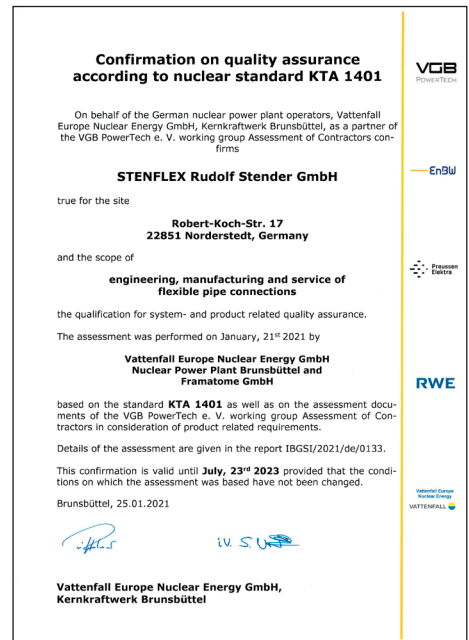 Confirmation on quality assurance
according to nuclear standard KTA 1401
On behalf of the German nuclear power plant operators, Vattenfall
Europe Nuclear Energy GmbH, Kernkraftwerk Brunsbüttel, as a partner of
the VGB PowerTech e. V. working group Assessment of Contractors con-
firms
STENFLEX Rudolf Stender GmbH
true for the site
Robert-Koch-Str. 17
22851 Norderstedt, Germany
and the scope of
engineering, manufacturing and service of
flexible pipe connections
the qualification for system- and product related quality assurance.
The assessment was performed on January, 21st 2021 by
Vattenfall Europe Nuclear Energy GmbH
Nuclear Power Plant Brunsbüttel and
Framatome GmbH
based on the standard KTA 1401 as well as on the assessment docu-
ments of the VGB PowerTech e. V. working group Assessment of Con-
tractors in consideration of product related requirements.
Details of the assessment are given in the report IBGSI/2021/de/0133.
This confirmation is valid until July, 23rd 2023 provided that the condi-
tions on which the assessment was based have not been changed.
Brunsbüttel, 25.01.2021
Vattenfall Europe Nuclear Energy GmbH,
Kernkraftwerk Brunsbüttel
VGB
POWERTECH
EnBW
Preussen
Elektra
RWE
Vattenfall Europe
Nuclear Energy
VATTENFALL